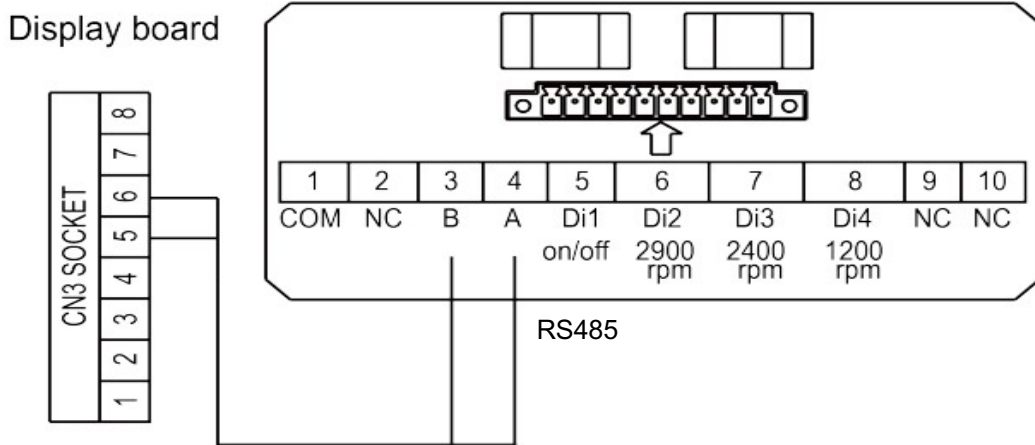 Display board
CN3 SOCKET
8
7
6
5
4
3
2
1
1 2 3 4 5 6 7 8 9 10
COM NC B A Di1 Di2 Di3 Di4 NC NC
on/off 2900 2400 1200
rpm rpm rpm
RS485